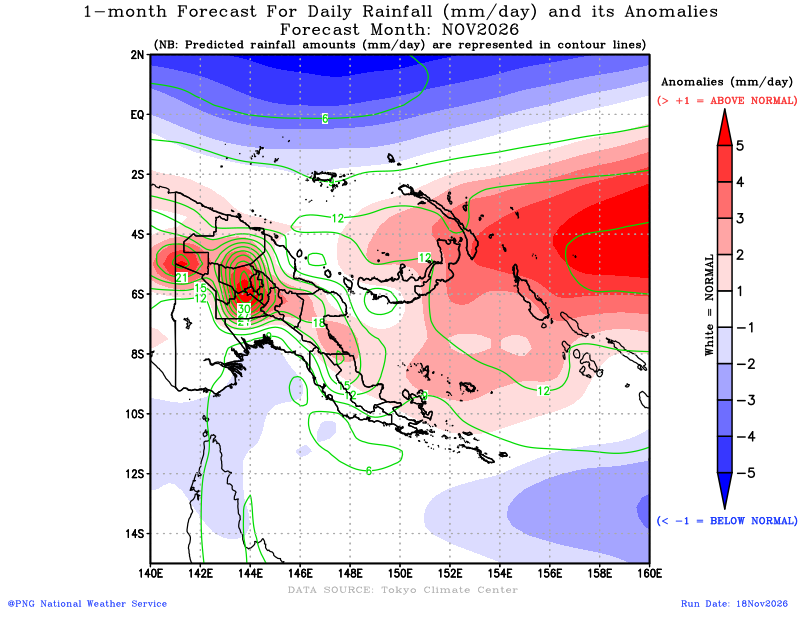 1-month Forecast For Daily Rainfall (mm/day) and its Anomalies
Forecast Month: NOV2026
(NB: Predicted rainfall amounts (mm/day) are represented in contour lines)
2N
EQ
2S
4S
6S
8S
10S
12S
14S
140E 142E 144E 146E 148E 150E 152E 154E 156E 158E 160E
6
12
12
21
15
12
30
18
12
12
6
Anomalies (mm/day)
(> +1 = ABOVE NORMAL)
5
4
3
2
1
-1
-2
-3
-4
-5
White = NORMAL
(< -1 = BELOW NORMAL)
DATA SOURCE: Tokyo Climate Center
@PNG National Weather Service
Run Date: 18Nov2026